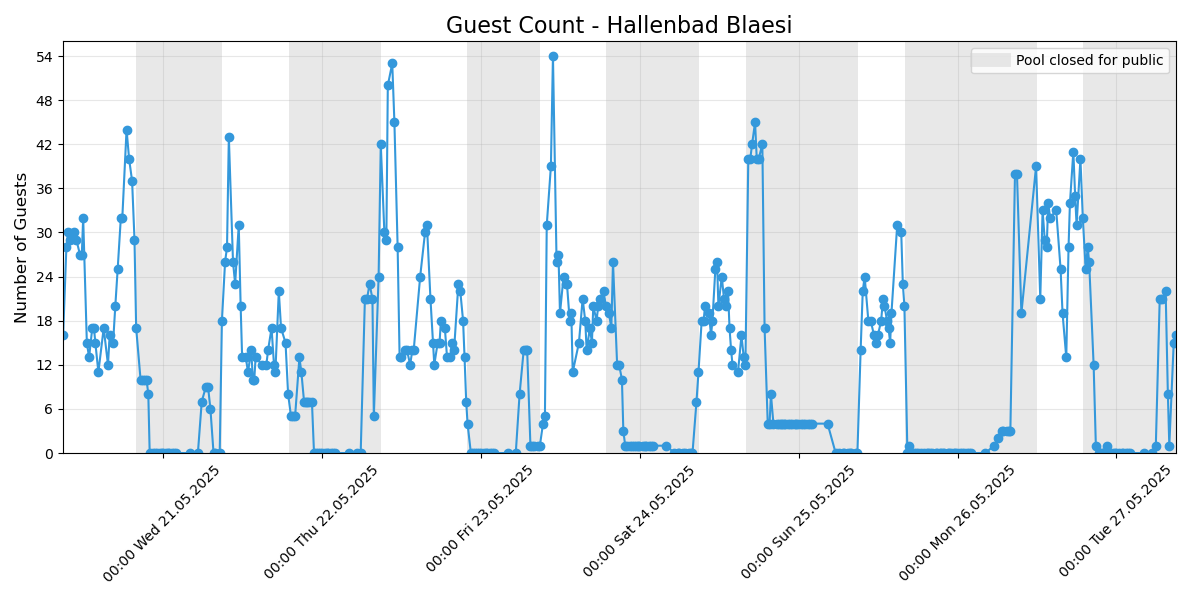 Guest Count - Hallenbad Blaesi
Pool closed for public
Number of Guests
54
48
42
36
30
24
18
12
6
0
00:00 Wed 21.05.2025
00:00 Thu 22.05.2025
00:00 Fri 23.05.2025
00:00 Sat 24.05.2025
00:00 Sun 25.05.2025
00:00 Mon 26.05.2025
00:00 Tue 27.05.2025